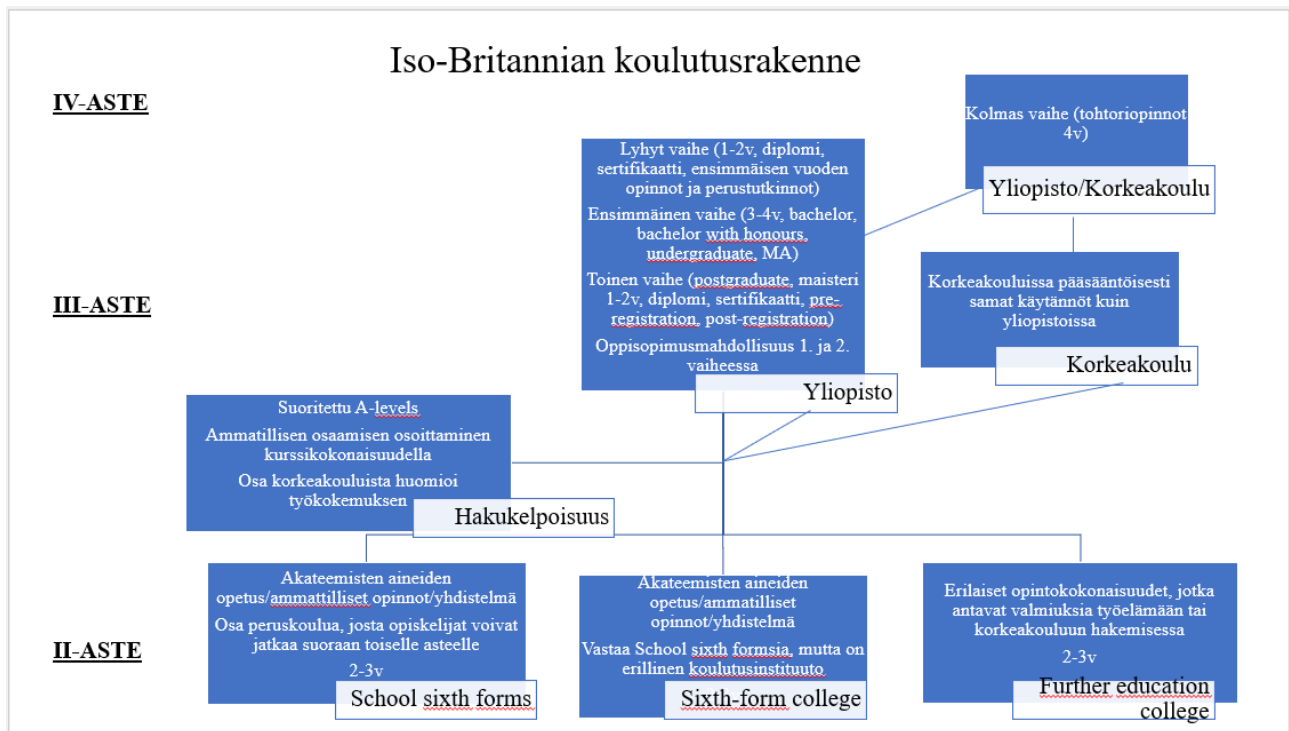 Iso-Britannian koulutusrakenne
IV-ASTE
Kolmas vaihe (tohtoriopinnot
4v)
Yliopisto/Korkeakoulu
Lyhyt vaihe (1-2v, diplomi,
sertifikaatti, ensimmäisen vuoden
opinnot ja perustutkinnot)
Ensimmäinen vaihe (3-4v, bachelor,
bachelor with honours,
undergraduate, MA)
Toinen vaihe (postgraduate, maisteri
1-2v, diplomi, sertifikaatti, pre-
registration, post-registration)
Oppisopimusmahdollisuus 1. ja 2.
vaiheessa
Yliopisto
III-ASTE
Korkeakouluissa pääsääntöisesti
samat käytännöt kuin
yliopistoissa
Korkeakoulu
Suoritettu A-levels
Ammatillisen osaamisen osoittaminen
kurssikokonaisuudella
Osa korkeakouluista huomioi
työkokemuksen
Hakukelpoisuus
II-ASTE
Akateemisten aineiden
opetus/ammattilliset opinnot/yhdistelmä
Osa peruskoulua, josta opiskelijat voivat
jatkaa suoraan toiselle asteelle
2-3v
School sixth forms
Akateemisten aineiden
opetus/ammatilliset
opinnot/yhdistelmä
Vastaa School sixth formsia, mutta on
erillinen koulutusinstituuto
Sixth-form college
Erilaiset opintokokonaisuudet, jotka
antavat valmiuksia työelämään tai
korkeakouluun hakemisessa
2-3v
Further education
college